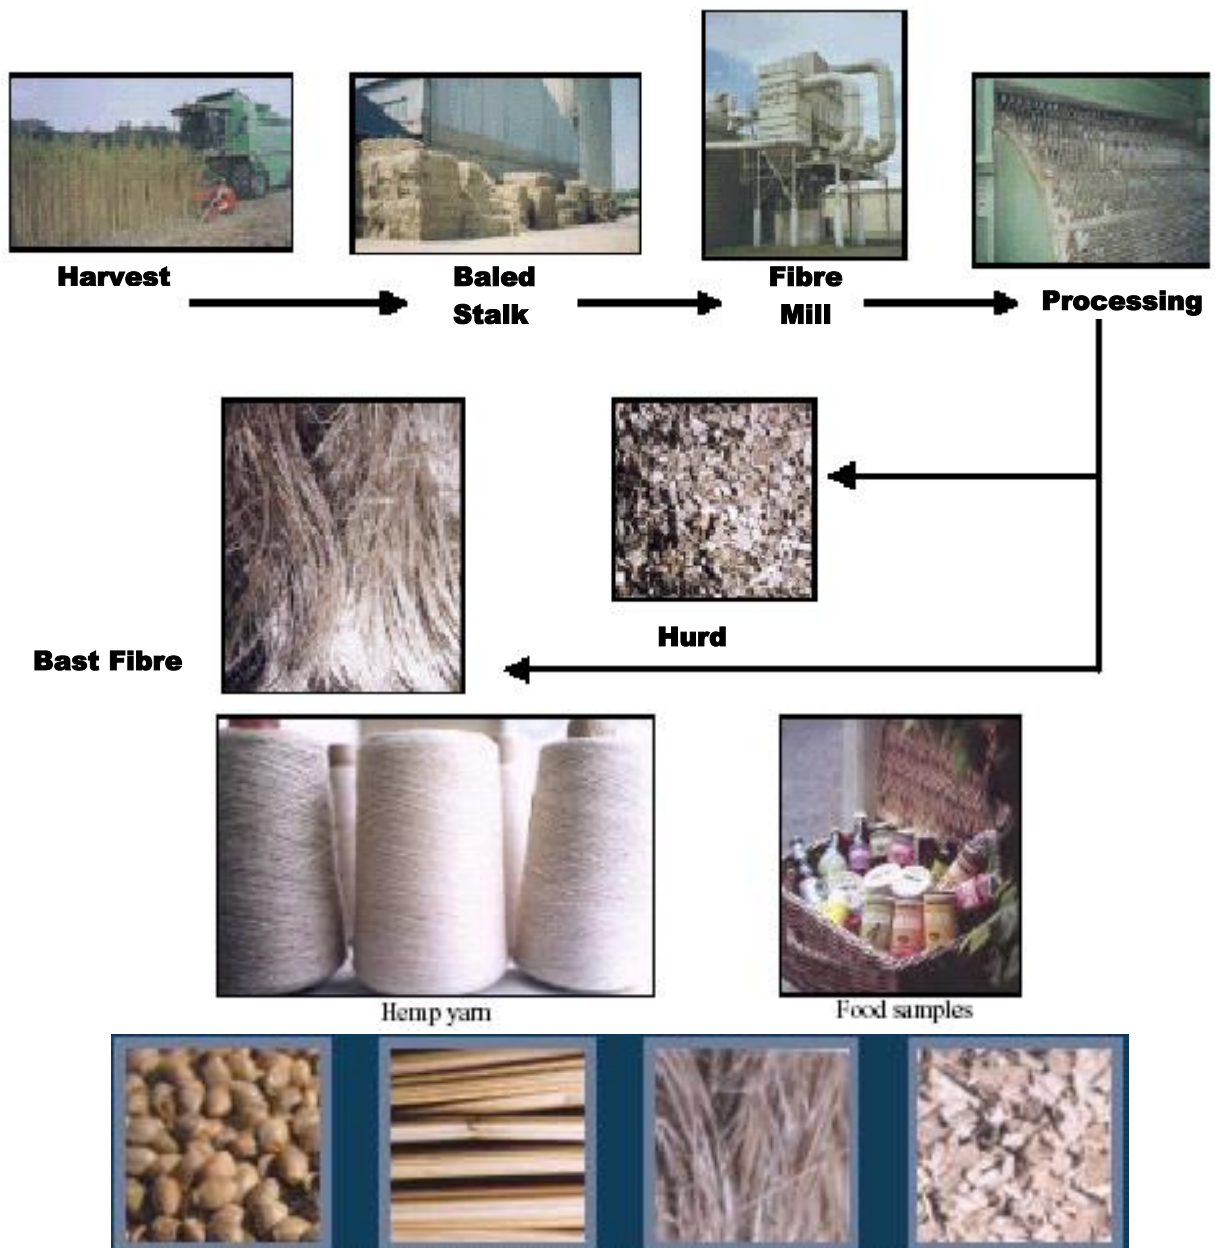 Harvest
Baled
Stalk
Fibre
Mill
Processing
Hurd
Bast Fibre
Hemp yarn
Food samples